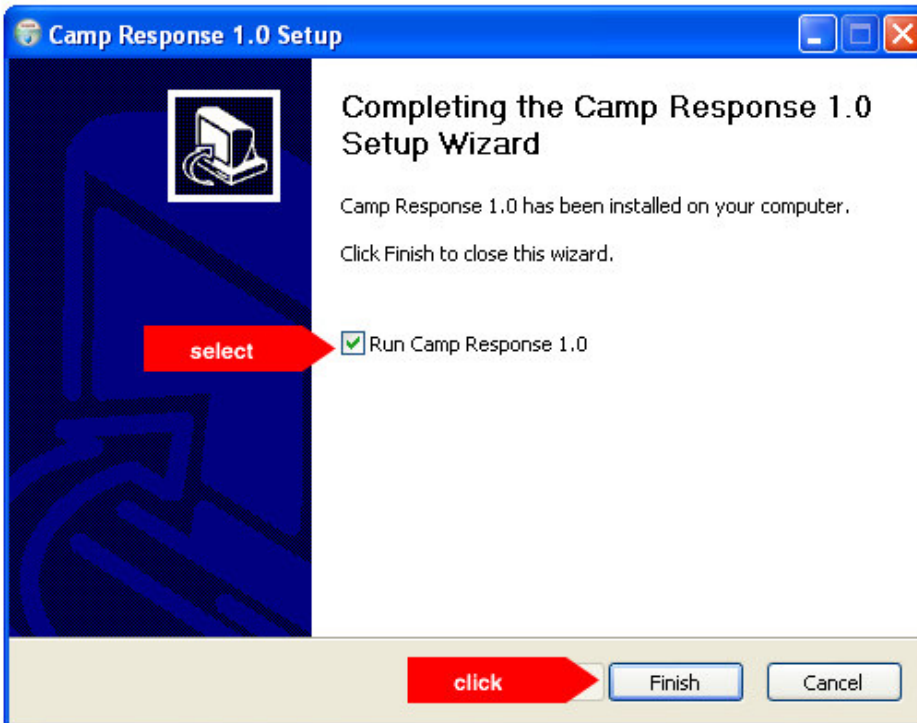 Camp Response 1.0 Setup
Completing the Camp Response 1.0
Setup Wizard
Camp Response 1.0 has been installed on your computer.
Click Finish to close this wizard.
select
Run Camp Response 1.0
click
Finish
Cancel